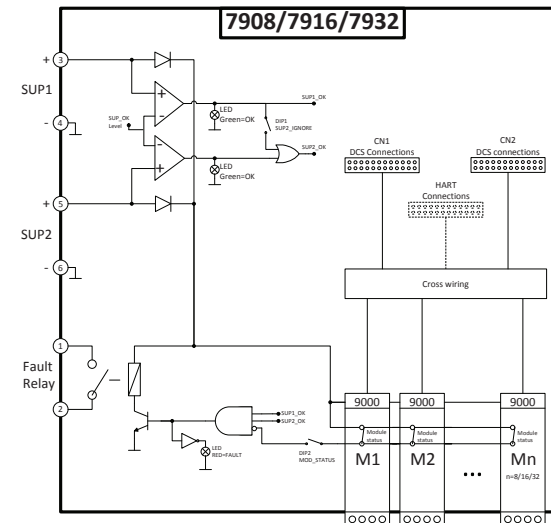 7908/7916/7932
+ 3
SUP1
- 4
SUP_OK
Level
LED
Green=OK
DIP1
SUP2_IGNORE
SUP1_OK
SUP2_OK
LED
Green=OK
+ 5
SUP2
- 6
CN1
DCS Connections
CN2
DCS connections
HART
Connections
Cross wiring
1
Fault
Relay
2
SUP1_OK
SUP2_OK
LED
RED=FAULT
DIP2
MOD_STATUS
9000
Module
status
M1
9000
Module
status
M2
...
9000
Module
status
Mn
n=8/16/32